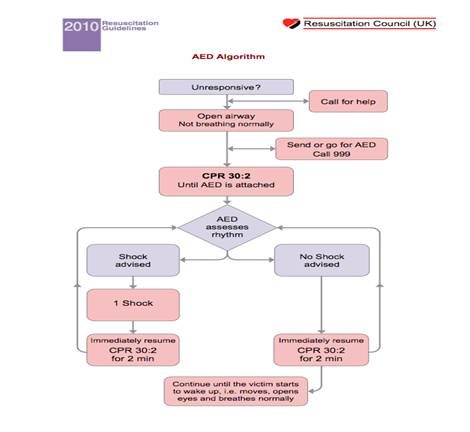 2010 Resuscitation
Guidelines
Resuscitation Council (UK)
AED Algorithm
Unresponsive?
Call for help
Open airway
Not breathing normally
Send or go for AED
Call 999
CPR 30:2
Until AED is attached
AED
assesses
rhythm
Shock
advised
No Shock
advised
1 Shock
Immediately resume
CPR 30:2
for 2 min
Immediately resume
CPR 30:2
for 2 min
Continue until the victim starts
to wake up, i.e. moves, opens
eyes and breathes normally